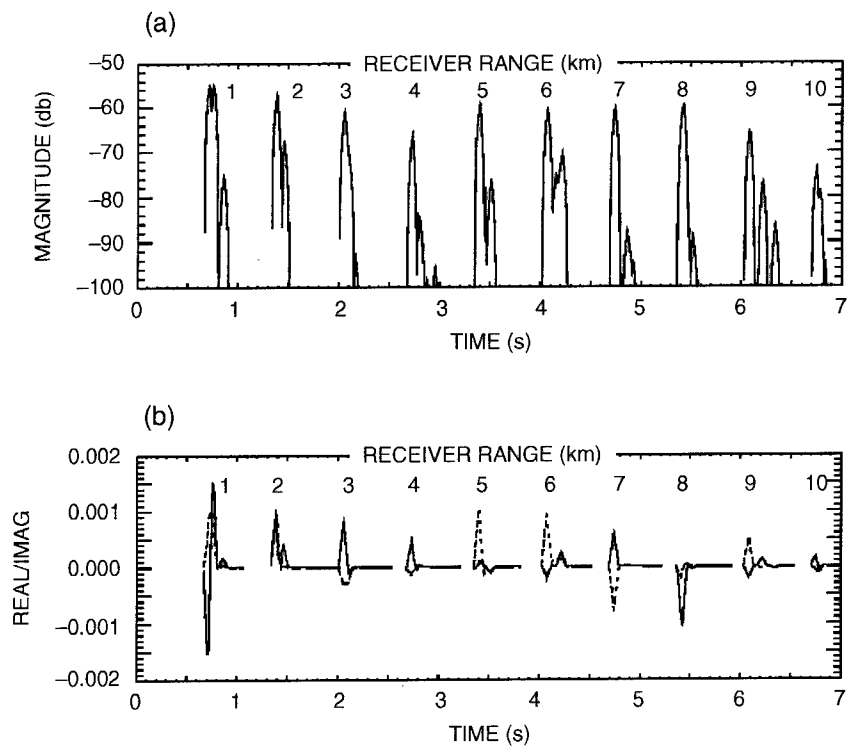 (a)
RECEIVER RANGE (km)
1 2 3 4 5 6 7 8 9 10
MAGNITUDE (db)
−50
−60
−70
−80
−90
−100
0 1 2 3 4 5 6 7
TIME (s)
(b)
RECEIVER RANGE (km)
1 2 3 4 5 6 7 8 9 10
REAL/IMAG
0.002
0.001
0.000
−0.001
−0.002
0 1 2 3 4 5 6 7
TIME (s)